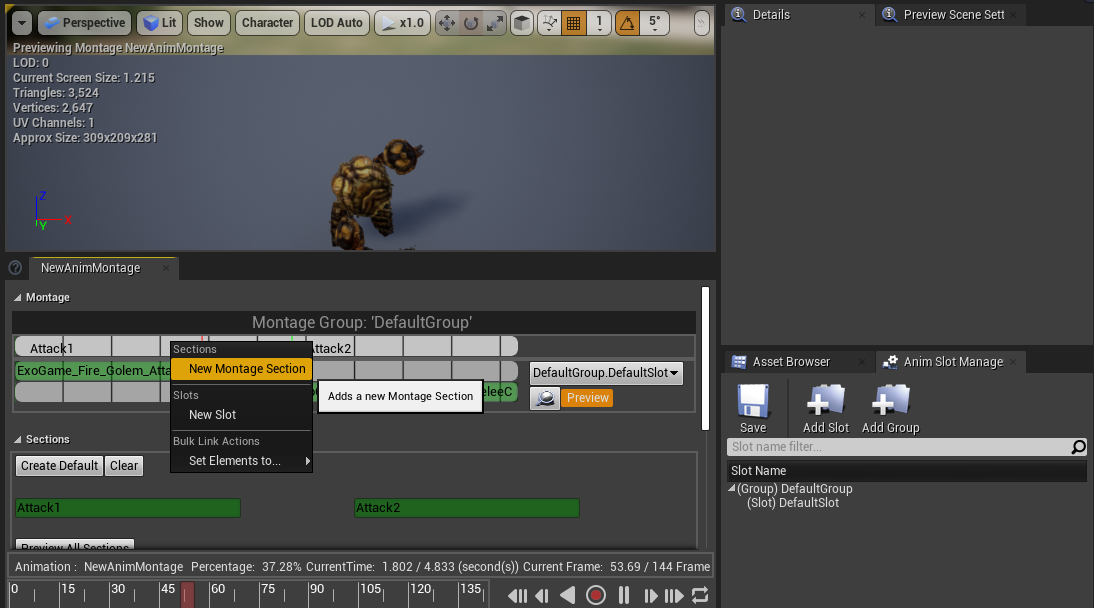 Perspective Lit Show Character LOD Auto x1.0 1 5°
Previewing Montage NewAnimMontage
LOD: 0
Current Screen Size: 1.215
Triangles: 3,524
Vertices: 2,647
UV Channels: 1
Approx Size: 309x209x281
Z
X
Y
Details
Preview Scene Sett
NewAnimMontage
Montage
Montage Group: 'DefaultGroup'
Attack1
Attack2
ExoGame_Fire_Golem_Atta
eleeC
DefaultGroup.DefaultSlot
Preview
Sections
New Montage Section
Adds a new Montage Section
Slots
New Slot
Bulk Link Actions
Set Elements to...
Sections
Create Default Clear
Attack1 Attack2
Preview All Sections
Animation : NewAnimMontage Percentage: 37.28% CurrentTime: 1.802 / 4.833 (second(s)) Current Frame: 53.69 / 144 Frame
0 15 30 45 60 75 90 105 120 135
Asset Browser
Anim Slot Manage
Save Add Slot Add Group
Slot name filter...
Slot Name
(Group) DefaultGroup
(Slot) DefaultSlot